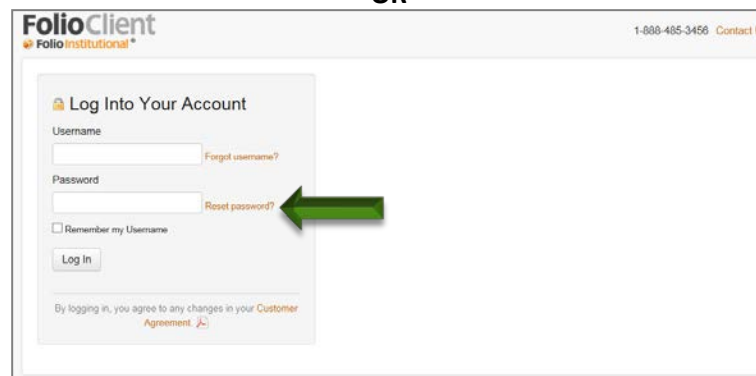 OR
FolioClient
Folio Institutional®
1-888-485-3456 Contact
Log Into Your Account
Username
Forgot username?
Password
Reset password?
Remember my Username
Log In
By logging in, you agree to any changes in your Customer
Agreement.